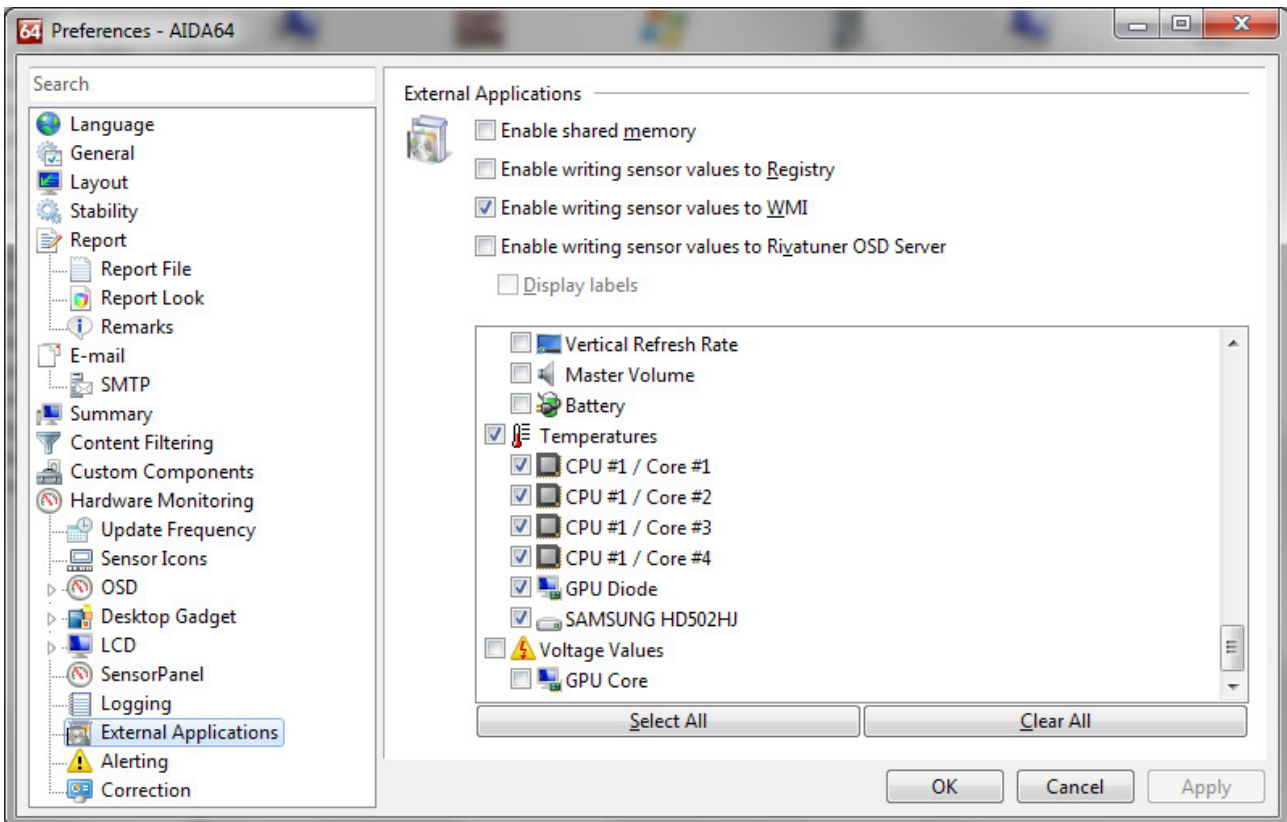 64 Preferences - AIDA64
Search
Language
General
Layout
Stability
Report
Report File
Report Look
Remarks
E-mail
SMTP
Summary
Content Filtering
Custom Components
Hardware Monitoring
Update Frequency
Sensor Icons
OSD
Desktop Gadget
LCD
SensorPanel
Logging
External Applications
Alerting
Correction
External Applications
Enable shared memory
Enable writing sensor values to Registry
Enable writing sensor values to WMI
Enable writing sensor values to Rivatuner OSD Server
Display labels
Vertical Refresh Rate
Master Volume
Battery
Temperatures
CPU #1 / Core #1
CPU #1 / Core #2
CPU #1 / Core #3
CPU #1 / Core #4
GPU Diode
SAMSUNG HD502HJ
Voltage Values
GPU Core
Select All
Clear All
OK
Cancel
Apply